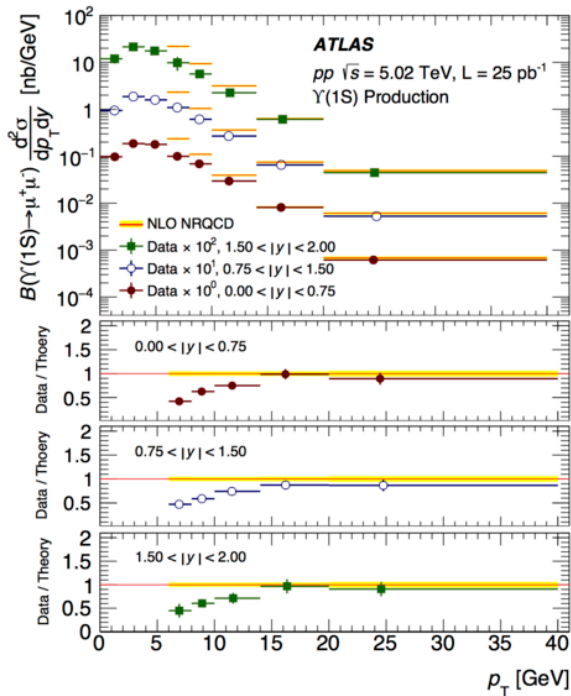 B(ϒ(1S)→μ⁺μ⁻) d²σ/dp_T dy [nb/GeV]
10²
10
1
10⁻¹
10⁻²
10⁻³
10⁻⁴
ATLAS
pp √s = 5.02 TeV, L = 25 pb⁻¹
ϒ(1S) Production
NLO NRQCD
Data × 10², 1.50 < |y| < 2.00
Data × 10¹, 0.75 < |y| < 1.50
Data × 10⁰, 0.00 < |y| < 0.75
Data / Thoery
2
1.5
1
0.5
0.00 < |y| < 0.75
Data / Thoery
2
1.5
1
0.5
0.75 < |y| < 1.50
Data / Theory
2
1.5
1
0.5
0
1.50 < |y| < 2.00
0 5 10 15 20 25 30 35 40
p_T [GeV]